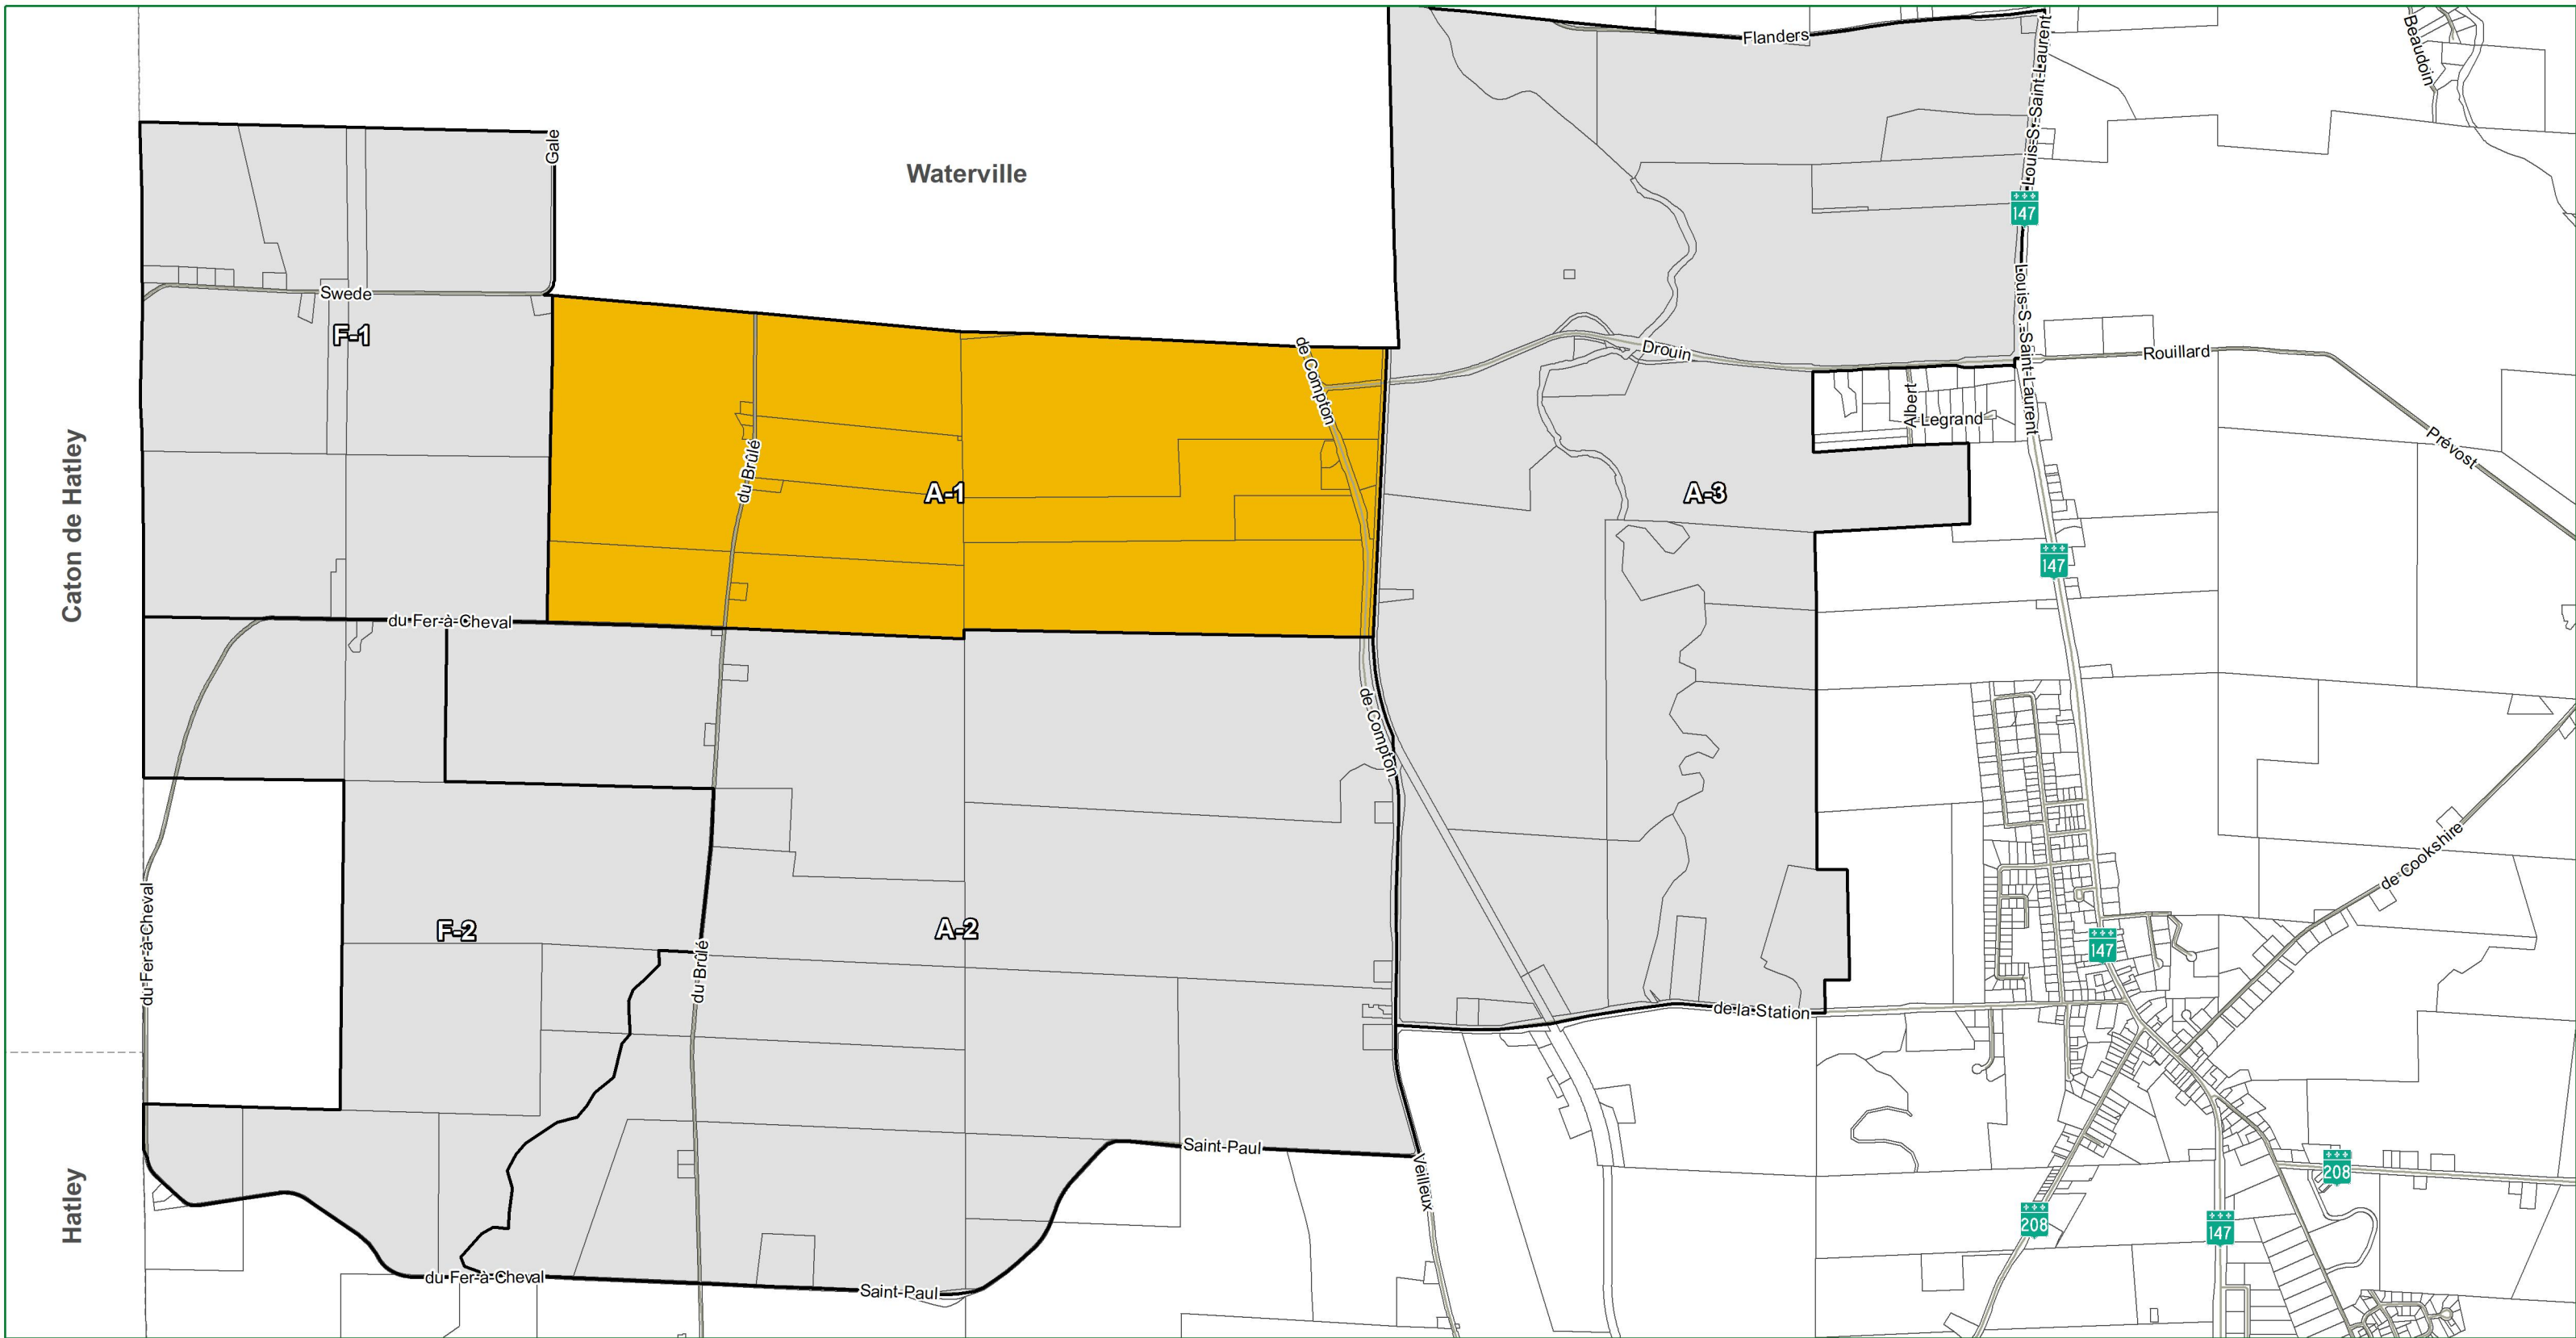 Beaudoin
Flanders
Louis-S.-Saint-Laurent
Gale
Waterville
147
Swede
F-1
Louis-S.-Saint-Laurent
de Compton
Drouin
Rouillard
Albert
A-Legrand
Prévost
du Brûlé
A-1
A-3
Caton de Hatley
147
du Fer-à-Cheval
de Compton
de Cookshire
du Fer-à-Cheval
F-2
A-2
du Brûlé
147
de la Station
Saint-Paul
Veilleux
208
Hatley
208
147
du Fer-à-Cheval
Saint-Paul